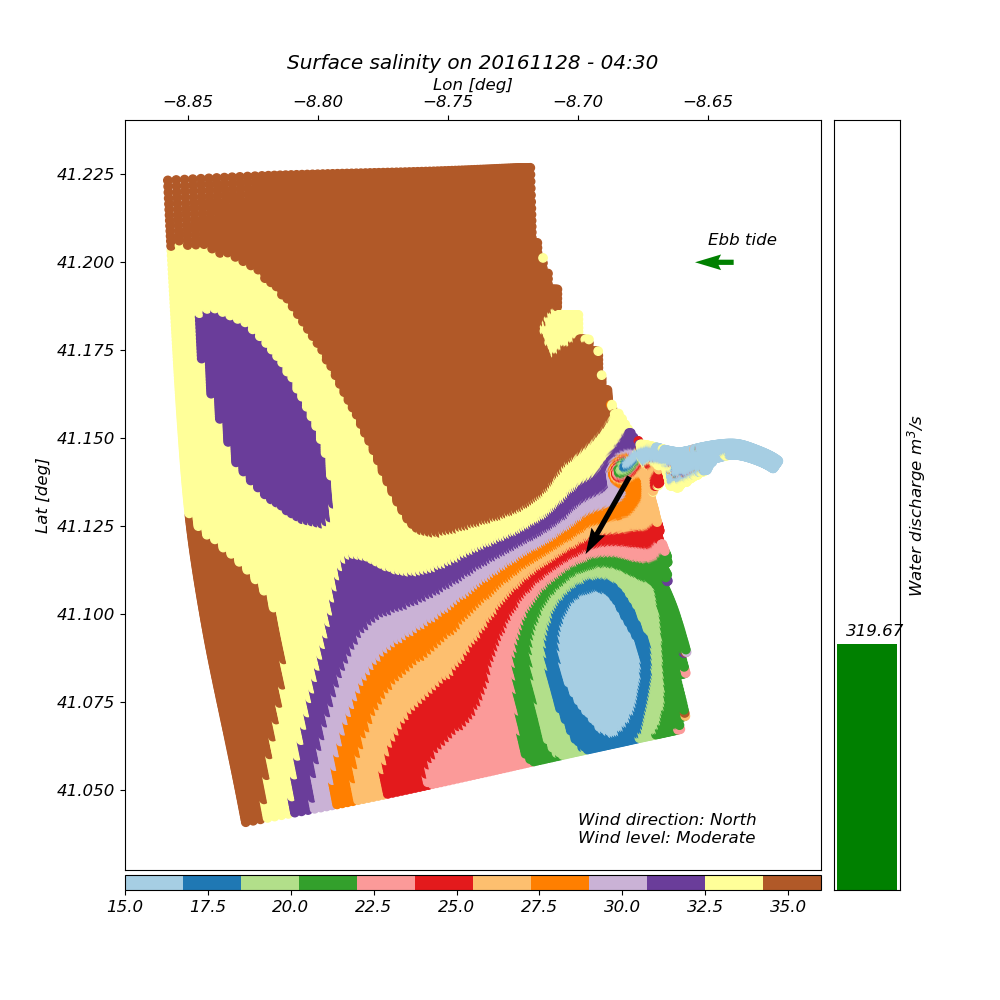 Surface salinity on 20161128 - 04:30
Lon [deg]
−8.85 −8.80 −8.75 −8.70 −8.65
41.225
41.200
41.175
41.150
41.125
41.100
41.075
41.050
Lat [deg]
Ebb tide
Wind direction: North
Wind level: Moderate
15.0 17.5 20.0 22.5 25.0 27.5 30.0 32.5 35.0
319.67
Water discharge m³/s